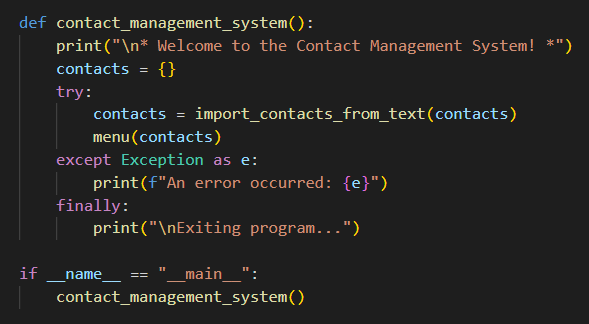 def contact_management_system():
    print("\n* Welcome to the Contact Management System! *")
    contacts = {}
    try:
        contacts = import_contacts_from_text(contacts)
        menu(contacts)
    except Exception as e:
        print(f"An error occurred: {e}")
    finally:
        print("\nExiting program...")

if __name__ == "__main__":
    contact_management_system()